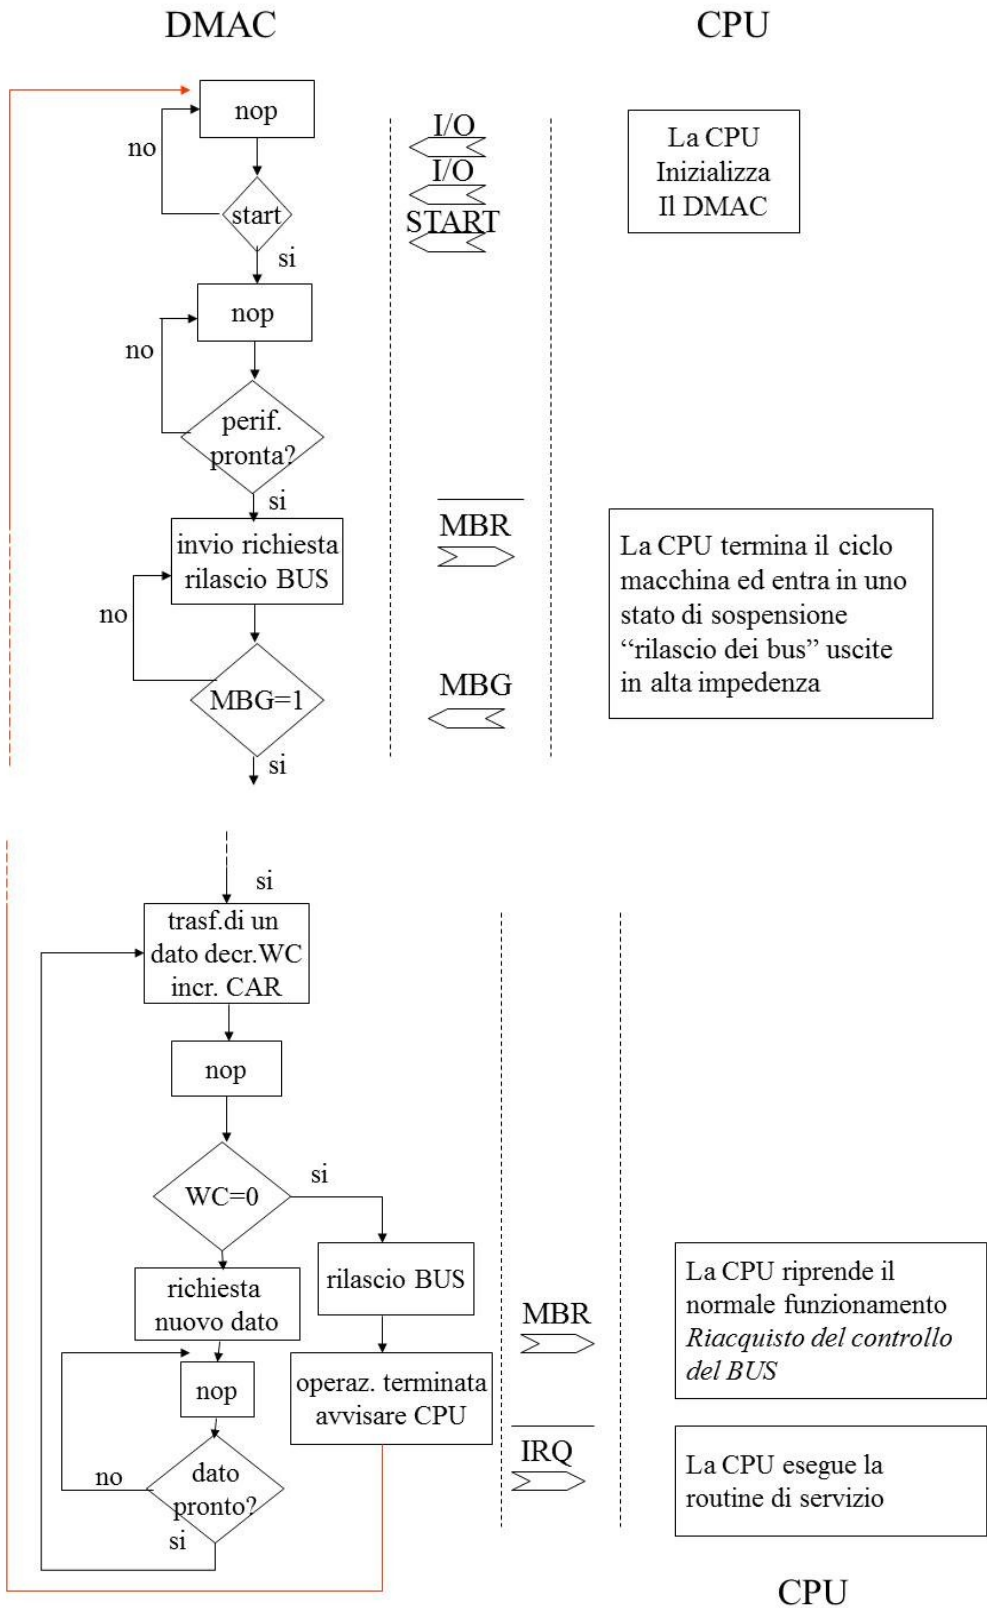 DMAC
CPU
nop
no
start
si
I/O
I/O
START
La CPU
Inizializza
Il DMAC
nop
no
perif.
pronta?
si
invio richiesta
rilascio BUS
no
MBG=1
si
MBR
MBG
La CPU termina il ciclo
macchina ed entra in uno
stato di sospensione
“rilascio dei bus” uscite
in alta impedenza
si
trasf.di un
dato decr.WC
incr. CAR
nop
WC=0
si
richiesta
nuovo dato
rilascio BUS
nop
operaz. terminata
avvisare CPU
no
dato
pronto?
si
MBR
IRQ
La CPU riprende il
normale funzionamento
Riacquisto del controllo
del BUS
La CPU esegue la
routine di servizio
CPU